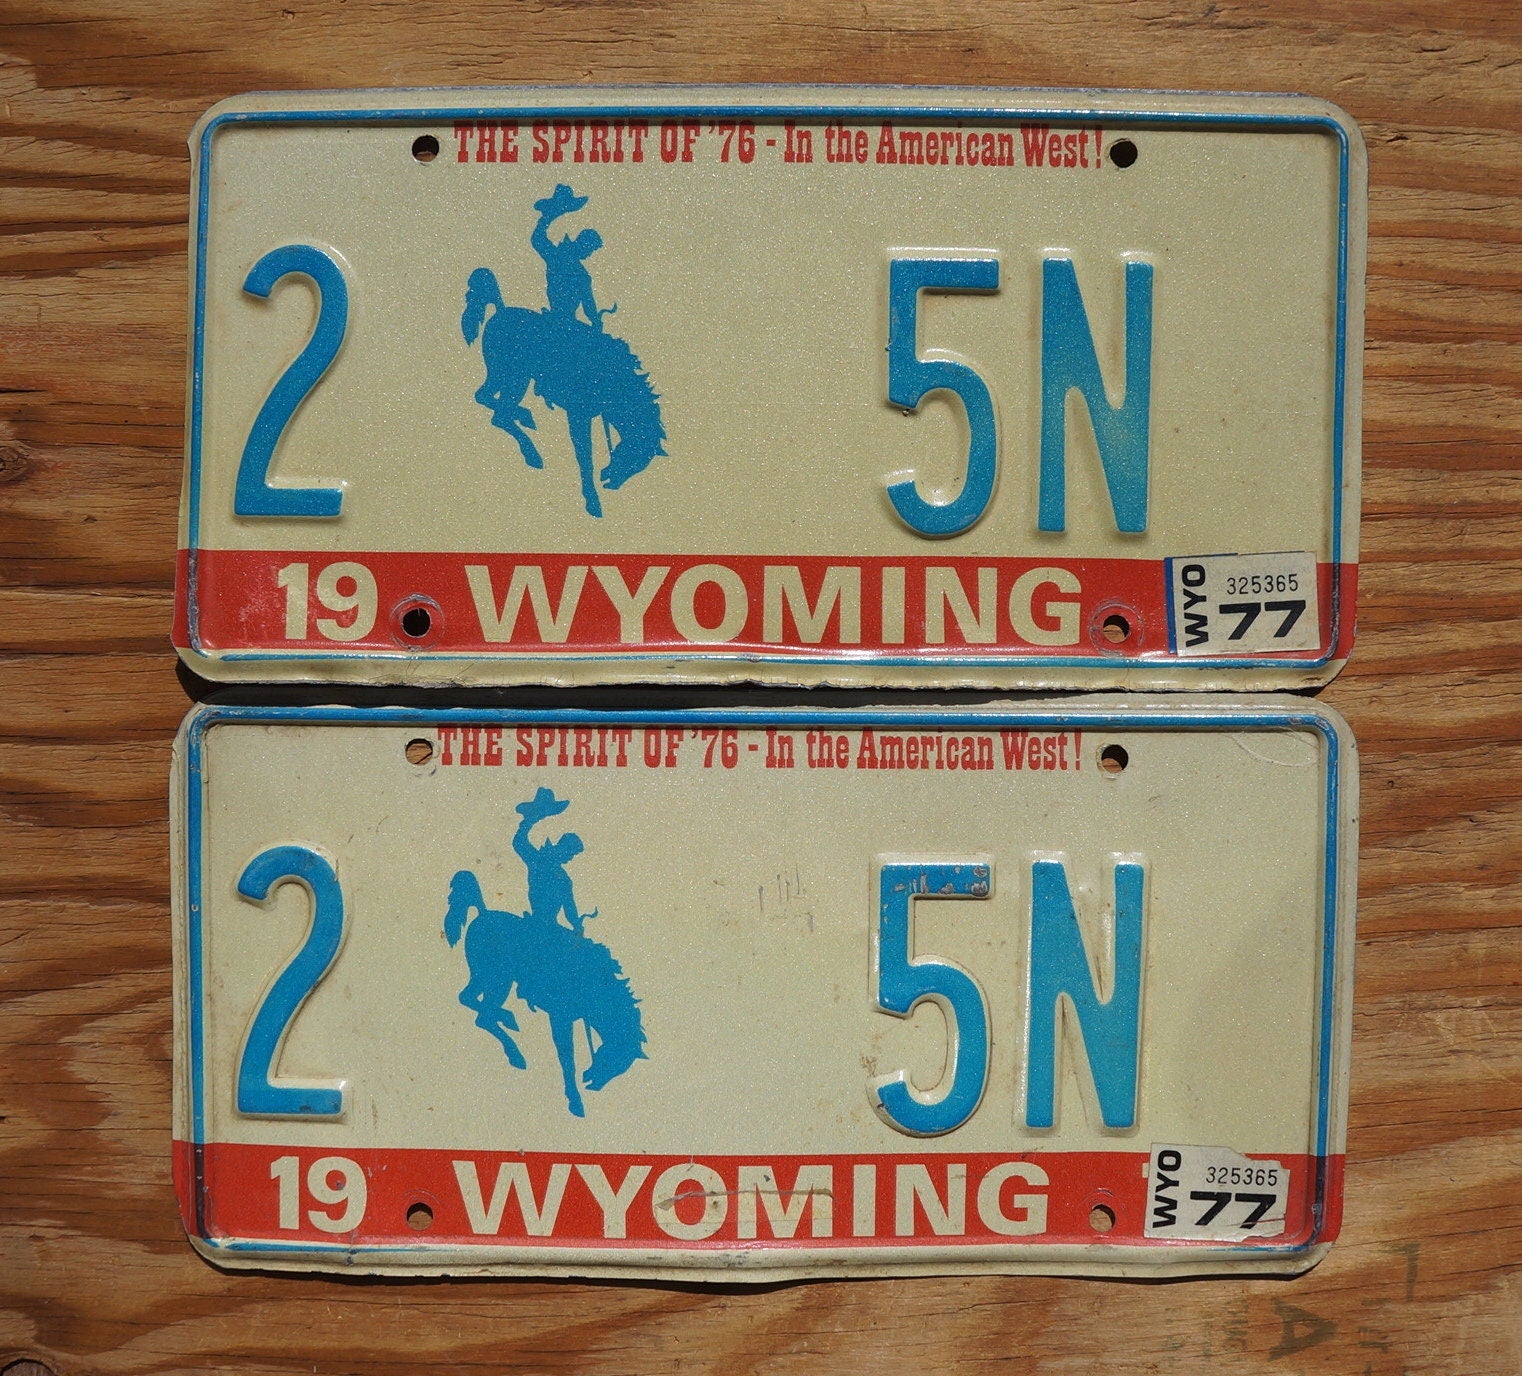 THE SPIRIT OF '76 - In the American West!
2 5N
19 WYOMING WYO 325365 77
THE SPIRIT OF '76 - In the American West!
2 5N
19 WYOMING WYO 325365 77